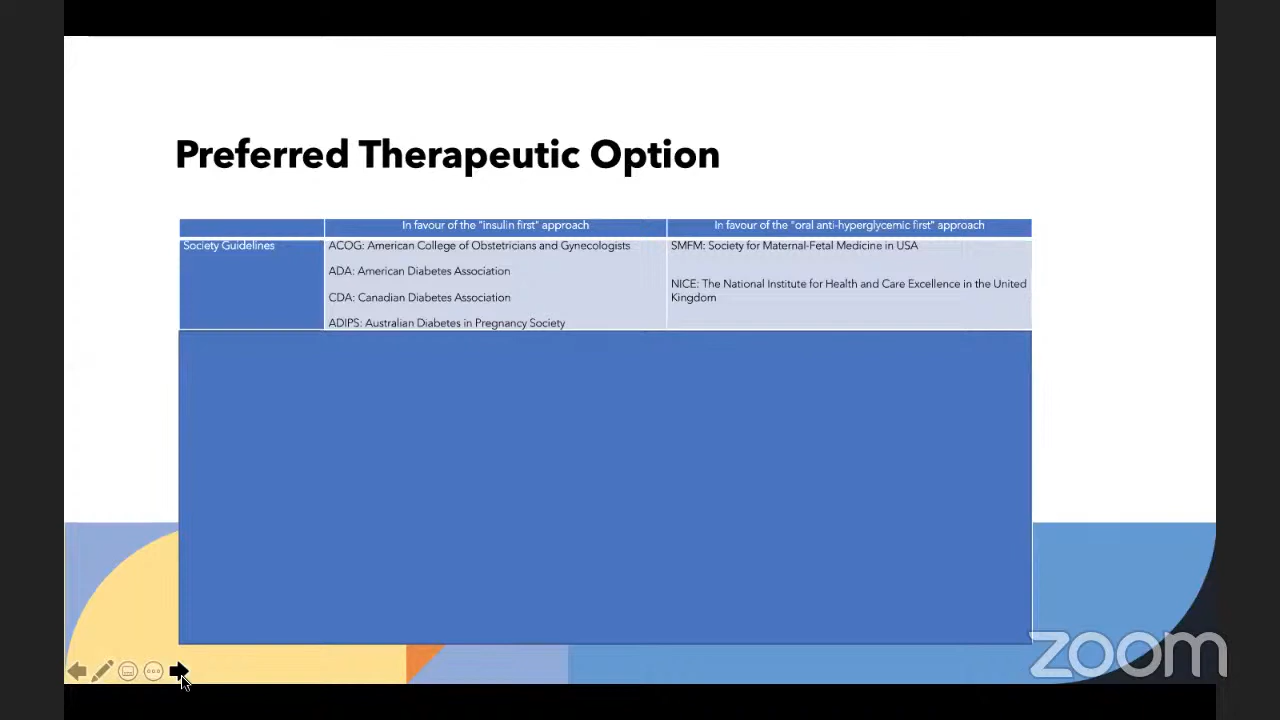 Preferred Therapeutic Option
In favour of the "insulin first" approach
In favour of the "oral anti-hyperglycemic first" approach
Society Guidelines
ACOG: American College of Obstetricians and Gynecologists
ADA: American Diabetes Association
CDA: Canadian Diabetes Association
ADIPS: Australian Diabetes in Pregnancy Society
SMFM: Society for Maternal-Fetal Medicine in USA
NICE: The National Institute for Health and Care Excellence in the United
Kingdom
zoom